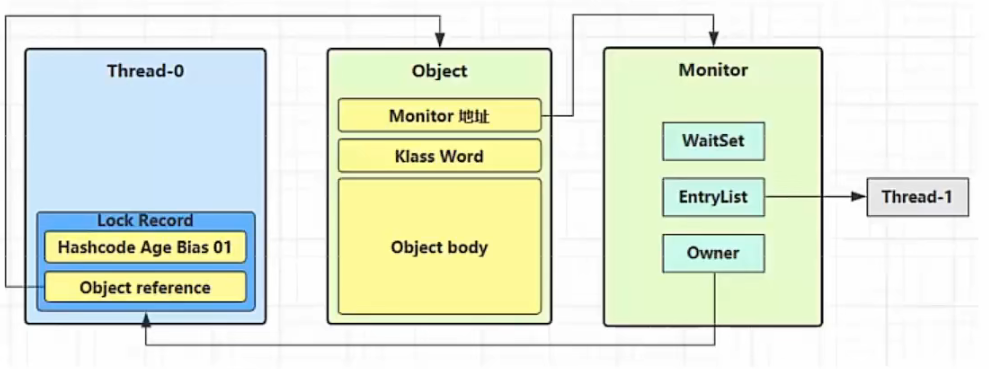 Thread-0
Lock Record
Hashcode Age Bias 01
Object reference
Object
Monitor 地址
Klass Word
Object body
Monitor
WaitSet
EntryList
Owner
Thread-1